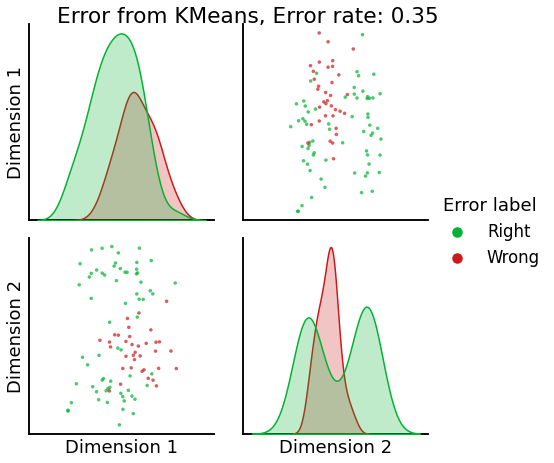 Error from KMeans, Error rate: 0.35
Dimension 1
Error label
Right
Wrong
Dimension 2
Dimension 1
Dimension 2